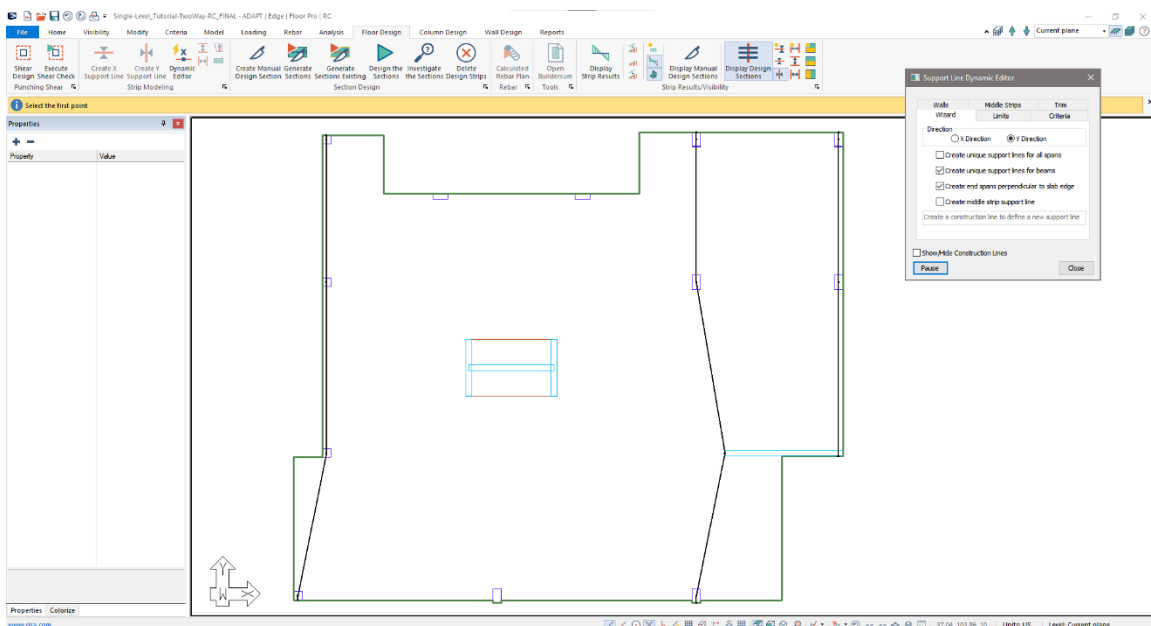 Single-Level_Tutorial-TwoWay-RC_FINAL - ADAPT | Edge | Floor Pro | RC
File Home Visibility Modify Criteria Model Loading Rebar Analysis Floor Design Column Design Wall Design Reports
Current plane
Shear Design
Execute Shear Check
Create X Support Line
Create Y Support Line
Dynamic Editor
Create Manual Design Section
Generate Sections
Generate Sections Existing
Design the Sections
Investigate the Sections
Delete Design Strips
Calculated Rebar Plan
Open Buildersum
Display Strip Results
Display Manual Design Sections
Display Design Sections
Punching Shear
Strip Modeling
Section Design
Rebar
Tools
Strip Results/Visibility
Select the first point
Properties
Property Value
Support Line Dynamic Editor
Walls Middle Strips Trim
Wizard Limits Criteria
Direction
X Direction Y Direction
Create unique support lines for all spans
Create unique support lines for beams
Create end spans perpendicular to slab edge
Create middle strip support line
Create a construction line to define a new support line
Show/Hide Construction Lines
Pause Close
Y
W X
Properties Colorize
Units: US Level: Current plane